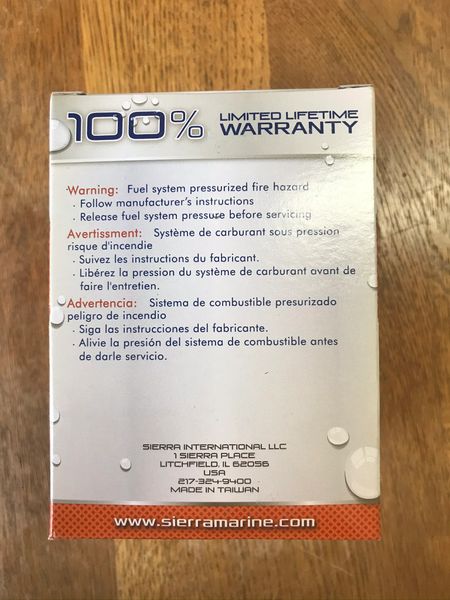 100% LIMITED LIFETIME
WARRANTY
Warning: Fuel system pressurized fire hazard
· Follow manufacturer's instructions
· Release fuel system pressure before servicing
Avertissment: Système de carburant sous pression
risque d'incendie
· Suivez les instructions du fabricant.
· Libérez la pression du système de carburant avant de
faire l'entretien.
Advertencia: Sistema de combustible presurizado
peligro de incendio
· Siga las instrucciones del fabricante.
· Alivie la presión del sistema de combustible antes
de darle servicio.
SIERRA INTERNATIONAL LLC
1 SIERRA PLACE
LITCHFIELD, IL 62056
USA
217-324-9400
MADE IN TAIWAN
www.sierramarine.com